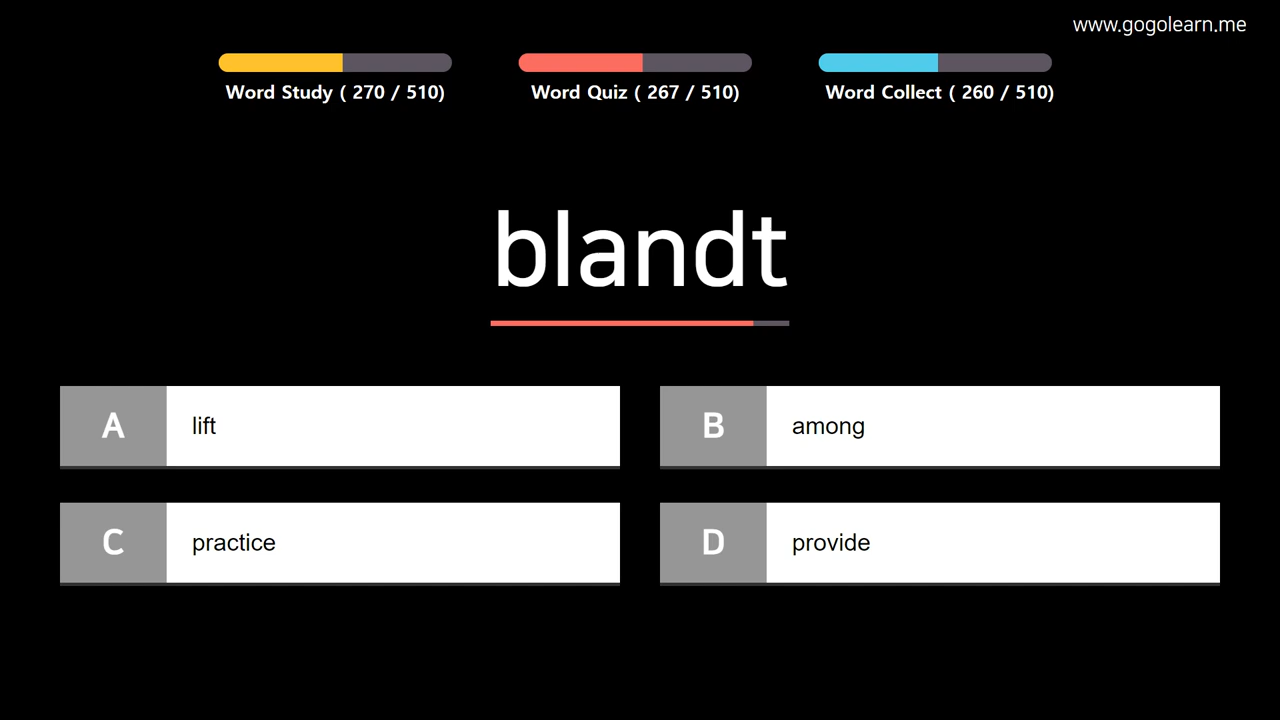 www.gogolearn.me
Word Study ( 270 / 510)
Word Quiz ( 267 / 510)
Word Collect ( 260 / 510)
blandt
A
lift
B
among
C
practice
D
provide